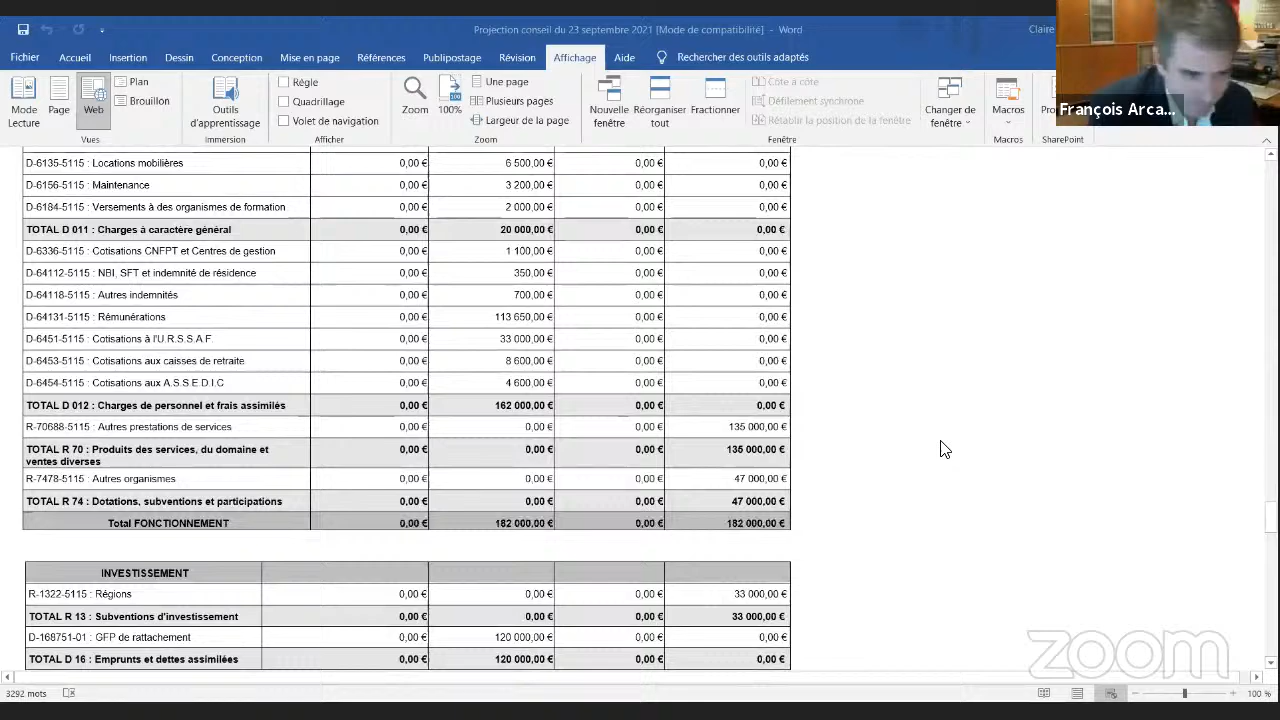 Projection conseil du 23 septembre 2021 [Mode de compatibilité] - Word
Claire
Fichier Accueil Insertion Dessin Conception Mise en page Références Publipostage Révision Affichage Aide Rechercher des outils adaptés
Mode Lecture
Page
Web
Plan
Brouillon
Vues
Outils d'apprentissage
Immersion
Règle
Quadrillage
Volet de navigation
Afficher
Zoom
100%
Une page
Plusieurs pages
Largeur de la page
Zoom
Nouvelle fenêtre
Réorganiser tout
Fractionner
Côte à côte
Défilement synchrone
Rétablir la position de la fenêtre
Fenêtre
Changer de fenêtre
Macros
Macros
SharePoint
François Arca...
D-6135-5115 : Locations mobilières 0,00 € 6 500,00 € 0,00 € 0,00 €
D-6156-5115 : Maintenance 0,00 € 3 200,00 € 0,00 € 0,00 €
D-6184-5115 : Versements à des organismes de formation 0,00 € 2 000,00 € 0,00 € 0,00 €
TOTAL D 011 : Charges à caractère général 0,00 € 20 000,00 € 0,00 € 0,00 €
D-6336-5115 : Cotisations CNFPT et Centres de gestion 0,00 € 1 100,00 € 0,00 € 0,00 €
D-64112-5115 : NBI, SFT et indemnité de résidence 0,00 € 350,00 € 0,00 € 0,00 €
D-64118-5115 : Autres indemnités 0,00 € 700,00 € 0,00 € 0,00 €
D-64131-5115 : Rémunérations 0,00 € 113 650,00 € 0,00 € 0,00 €
D-6451-5115 : Cotisations à l'U.R.S.S.A.F. 0,00 € 33 000,00 € 0,00 € 0,00 €
D-6453-5115 : Cotisations aux caisses de retraite 0,00 € 8 600,00 € 0,00 € 0,00 €
D-6454-5115 : Cotisations aux A.S.S.E.D.I.C 0,00 € 4 600,00 € 0,00 € 0,00 €
TOTAL D 012 : Charges de personnel et frais assimilés 0,00 € 162 000,00 € 0,00 € 0,00 €
R-70688-5115 : Autres prestations de services 0,00 € 0,00 € 0,00 € 135 000,00 €
TOTAL R 70 : Produits des services, du domaine et ventes diverses 0,00 € 0,00 € 0,00 € 135 000,00 €
R-7478-5115 : Autres organismes 0,00 € 0,00 € 0,00 € 47 000,00 €
TOTAL R 74 : Dotations, subventions et participations 0,00 € 0,00 € 0,00 € 47 000,00 €
Total FONCTIONNEMENT 0,00 € 182 000,00 € 0,00 € 182 000,00 €
INVESTISSEMENT
R-1322-5115 : Régions 0,00 € 0,00 € 0,00 € 33 000,00 €
TOTAL R 13 : Subventions d'investissement 0,00 € 0,00 € 0,00 € 33 000,00 €
D-168751-01 : GFP de rattachement 0,00 € 120 000,00 € 0,00 € 0,00 €
TOTAL D 16 : Emprunts et dettes assimilées 0,00 € 120 000,00 € 0,00 € 0,00 €
zoom
3292 mots
100 %